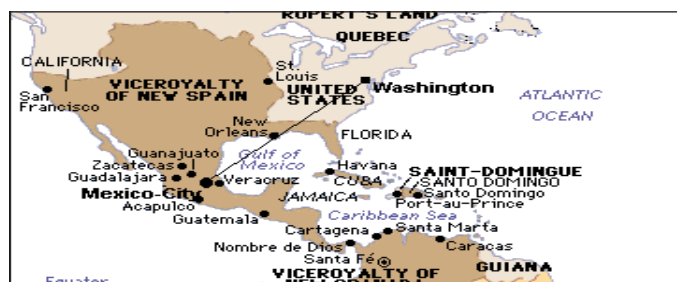 RUPERT'S LAND
QUEBEC
CALIFORNIA
St.
Louis
VICEROYALTY
OF NEW SPAIN
UNITED
STATES
Washington
San
Francisco
ATLANTIC
OCEAN
New
Orleans
FLORIDA
Guanajuato
Gulf of
Mexico
Zacatecas
Havana
SAINT-DOMINGUE
Guadalajara
Veracruz
CUBA
SANTO DOMINGO
Mexico-City
JAMAICA
Santo Domingo
Acapulco
Port-au-Prince
Guatemala
Caribbean Sea
Cartagena
Santa Marta
Nombre de Dios
Caracas
Santa Fé
GUIANA
VICEROYALTY OF
Equator